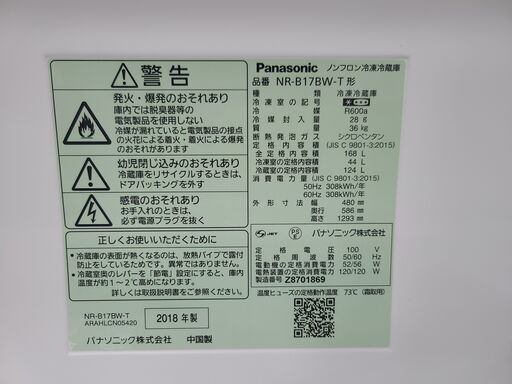 警告
発火・爆発のおそれあり
庫内では脱臭器等の
電気製品を使用しないこと
冷媒が漏れていると電気製品の接点
の火花による着火・着火による爆発
のおそれあり
幼児閉じ込みのおそれあり
冷蔵庫をリサイクルするときは、
ドアパッキングを外す
感電のおそれあり
お手入れのときは、
必ず電源プラグを抜く
正しくお使いいただくために
●冷蔵庫の表面が熱くなるのは、放熱パイプで露付
防止をしているためです。異常ではありません。
●冷蔵室奥のレバーを「節電」設定にすると、庫内
温度が約1～2℃高めになります。
詳しくは取扱説明書をご覧ください。
NR-B17BW-T
ARAHLCN05420
2018 年製
パナソニック株式会社 中国製
Panasonic ノンフロン冷凍冷蔵庫
品番 NR-B17BW-T 形
種類 冷凍冷蔵庫
冷凍室の記号
冷媒 R600a
冷媒封入量 28 g
質量 36 kg
断熱発泡ガス シクロペンタン
定格内容積 (JIS C 9801-3:2015)
全定格内容積 168 L
冷凍室の定格内容積 44 L
冷蔵室の定格内容積 124 L
年間消費電力量 (JIS C 9801-3:2015)
50Hz 308kWh/年
60Hz 308kWh/年
外形寸法 幅 480 mm
奥行 586 mm
高さ 1293 mm
JET PS E パナソニック株式会社
定格電圧 100 V
定格周波数 50/60 Hz
電動機の定格消費電力 52/56 W
電熱装置の定格消費電力 120/120 W
製造番号 Z8701869
温度ヒューズの定格動作温度 73℃ (霜取用)